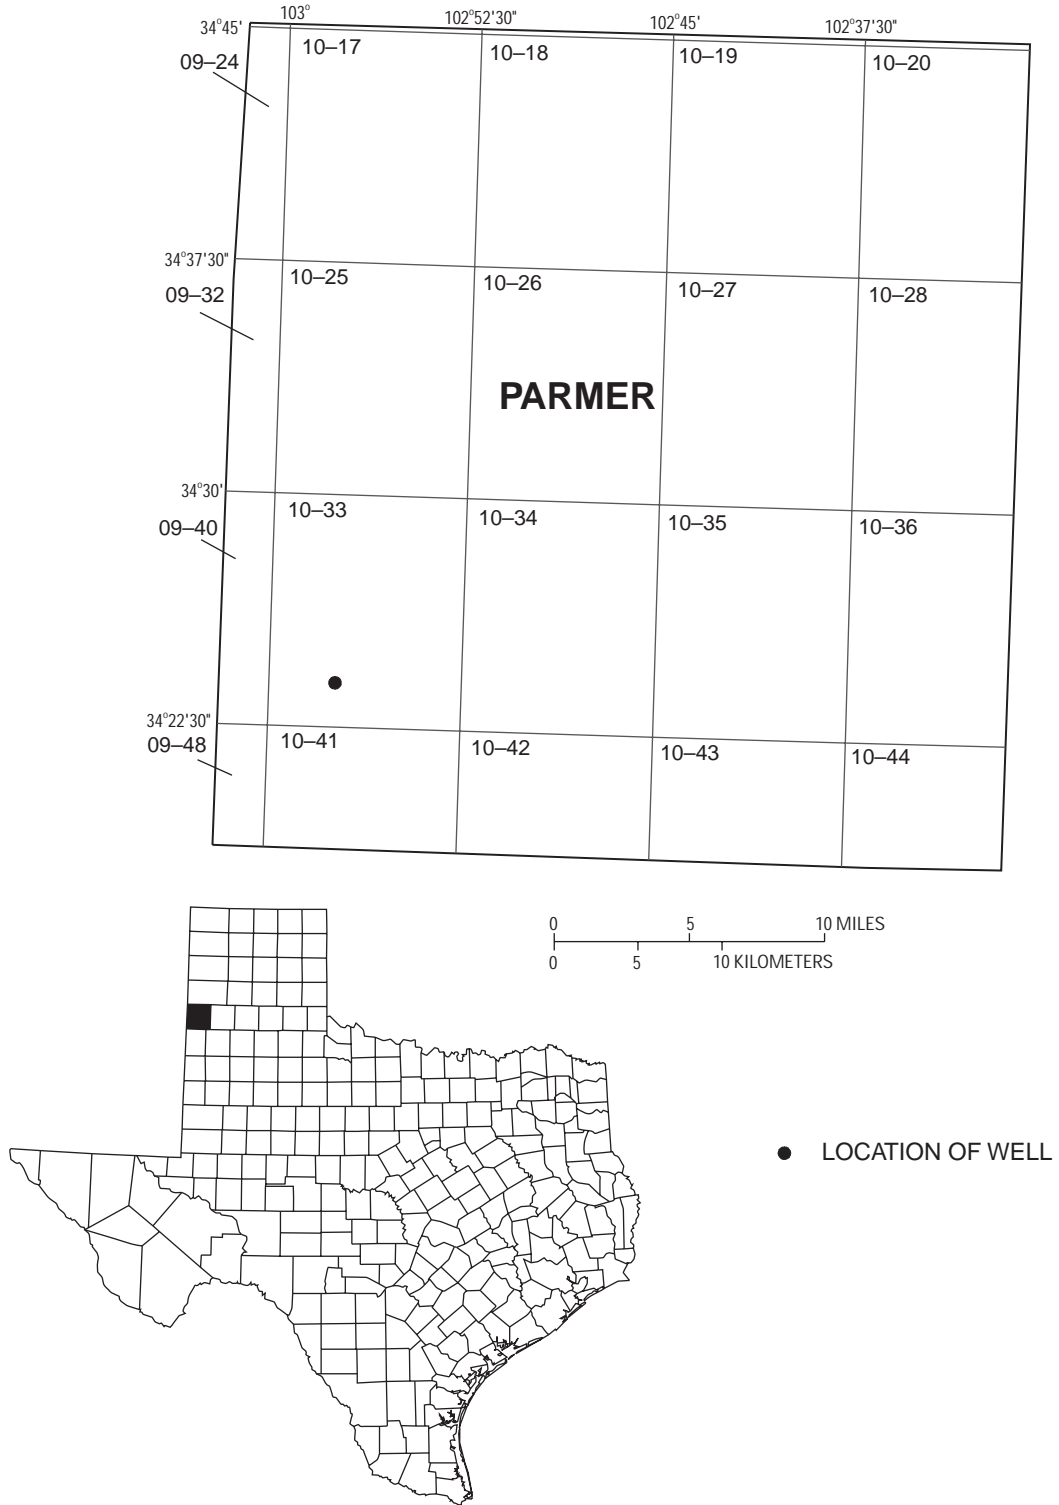 103° 102°52'30" 102°45' 102°37'30"
34°45'
10–17 10–18 10–19 10–20
09–24
34°37'30"
10–25 10–26 10–27 10–28
09–32
PARMER
34°30'
10–33 10–34 10–35 10–36
09–40
34°22'30"
10–41 10–42 10–43 10–44
09–48
0 5 10 MILES
0 5 10 KILOMETERS
LOCATION OF WELL